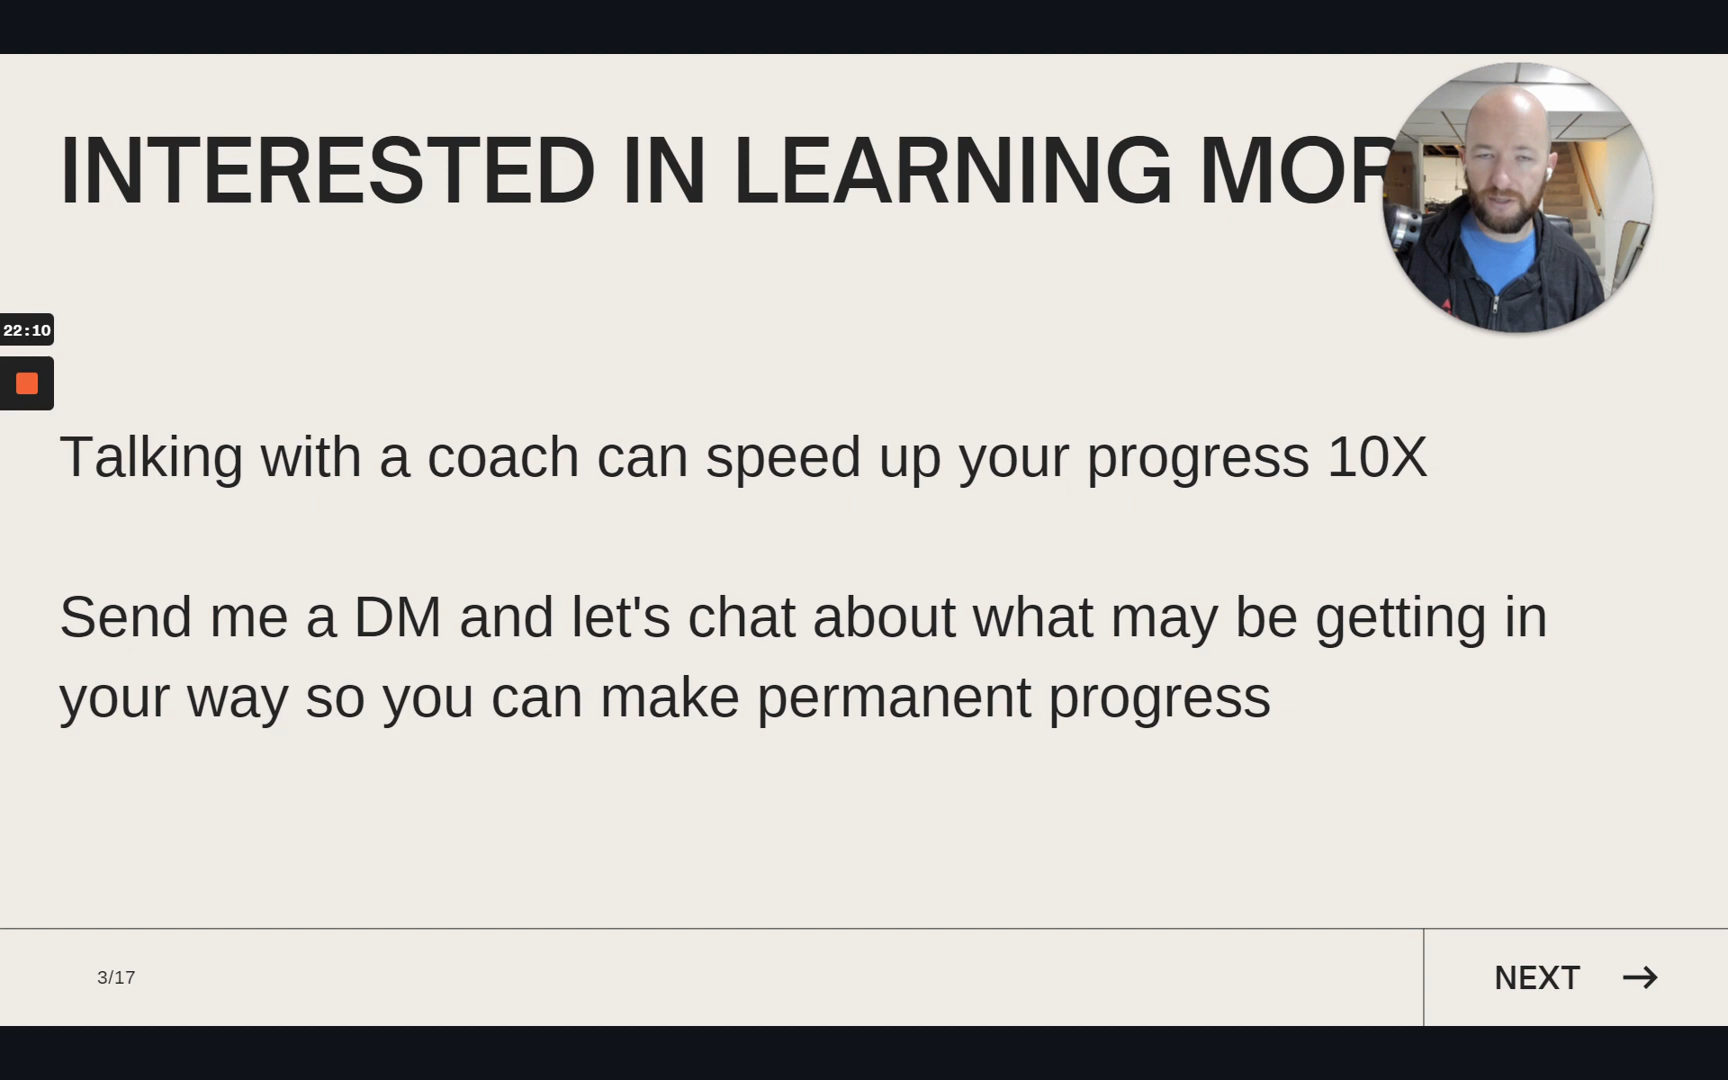 INTERESTED IN LEARNING MOR
22:10
Talking with a coach can speed up your progress 10X
Send me a DM and let's chat about what may be getting in
your way so you can make permanent progress
3/17
NEXT →